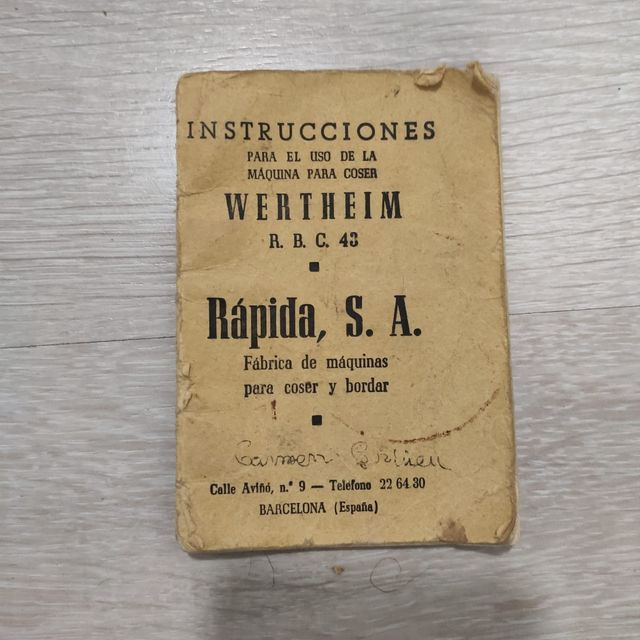 INSTRUCCIONES
PARA EL USO DE LA
MÁQUINA PARA COSER
WERTHEIM
R. B. C. 43
Rápida, S. A.
Fábrica de máquinas
para coser y bordar
Carmen
Calle Aviñó, n.º 9 — Teléfono 22 64 30
BARCELONA (España)